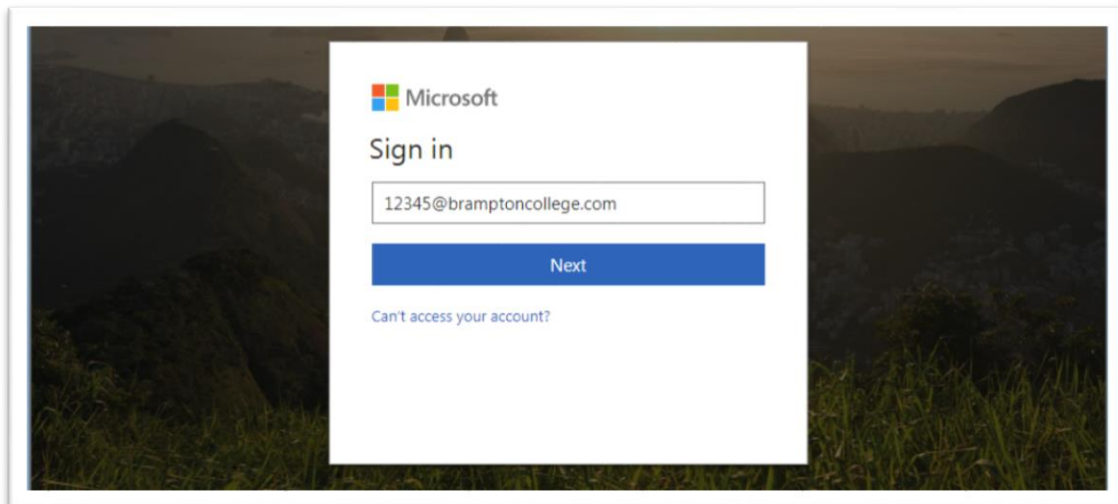 Microsoft
Sign in
12345@bramptoncollege.com
Next
Can't access your account?